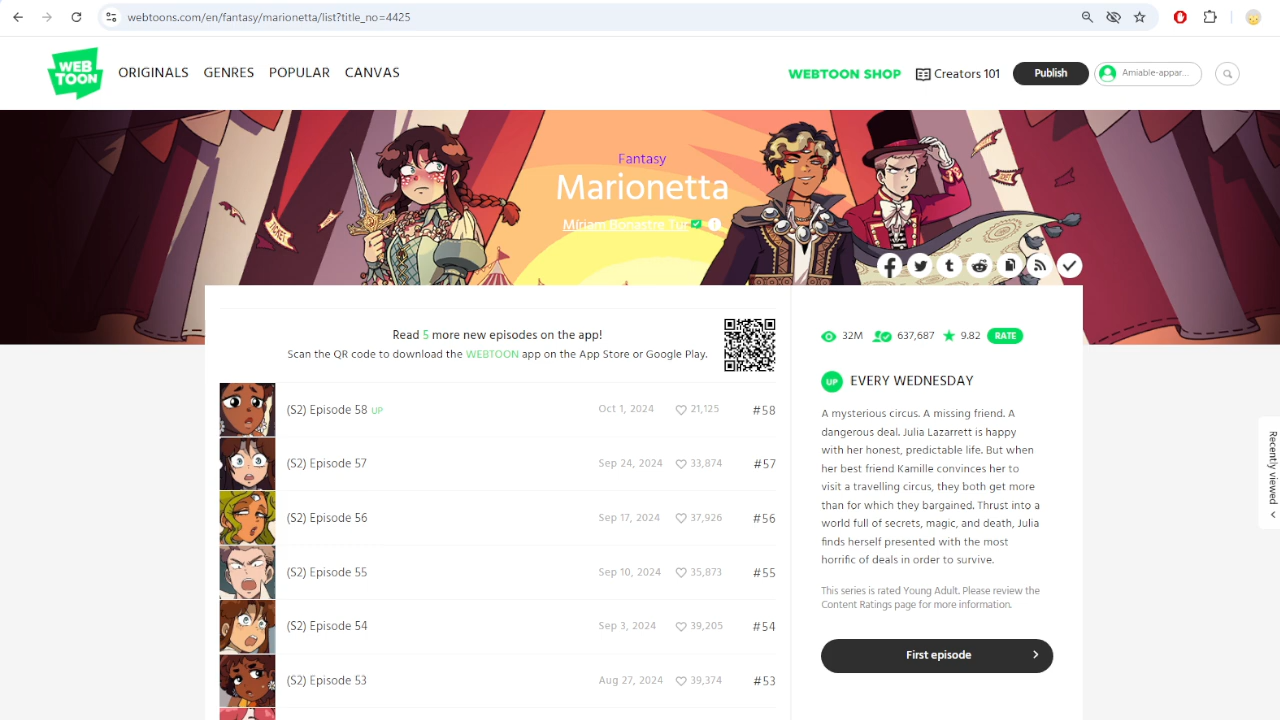 webtoons.com/en/fantasy/marionetta/list?title_no=4425
WEB
TOON
ORIGINALS
GENRES
POPULAR
CANVAS
WEBTOON SHOP
Creators 101
Publish
Amiable-appar...
TICKET
Fantasy
Marionetta
Míriam Bonastre Tur
Read 5 more new episodes on the app!
Scan the QR code to download the WEBTOON app on the App Store or Google Play.
(S2) Episode 58 UP Oct 1, 2024 21,125 #58
(S2) Episode 57 Sep 24, 2024 33,874 #57
(S2) Episode 56 Sep 17, 2024 37,926 #56
(S2) Episode 55 Sep 10, 2024 35,873 #55
(S2) Episode 54 Sep 3, 2024 39,205 #54
(S2) Episode 53 Aug 27, 2024 39,374 #53
32M 637,687 9.82 RATE
UP EVERY WEDNESDAY
A mysterious circus. A missing friend. A
dangerous deal. Julia Lazarrett is happy
with her honest, predictable life. But when
her best friend Kamille convinces her to
visit a travelling circus, they both get more
than for which they bargained. Thrust into a
world full of secrets, magic, and death, Julia
finds herself presented with the most
horrific of deals in order to survive.
This series is rated Young Adult. Please review the
Content Ratings page for more information.
First episode
Recently viewed